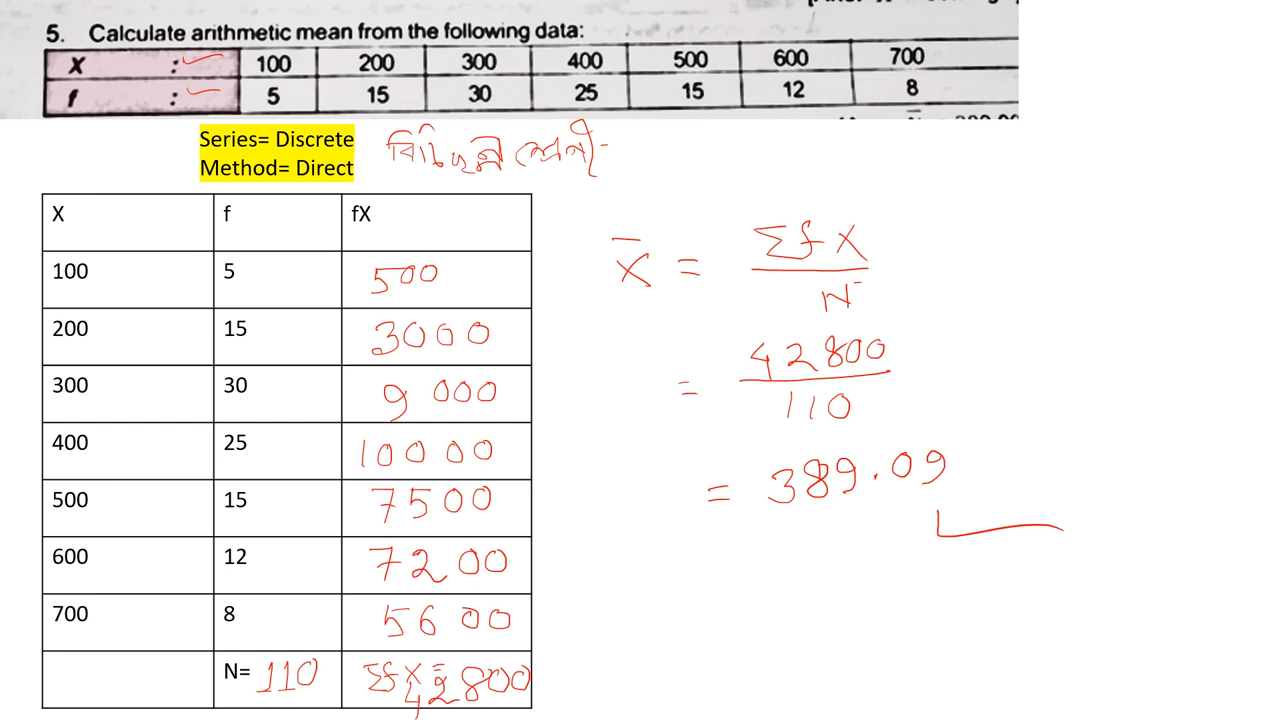 5. Calculate arithmetic mean from the following data:
X : 100 200 300 400 500 600 700
f : 5 15 30 25 15 12 8
Series= Discrete
Method= Direct
শ্রেণী
X f fX
100 5 500
200 15 3000
300 30 9000
400 25 10000
500 15 7500
600 12 7200
700 8 5600
N= 110 ΣfX = 42800
X̄ = ΣfX / N
= 42800 / 110
= 389.09